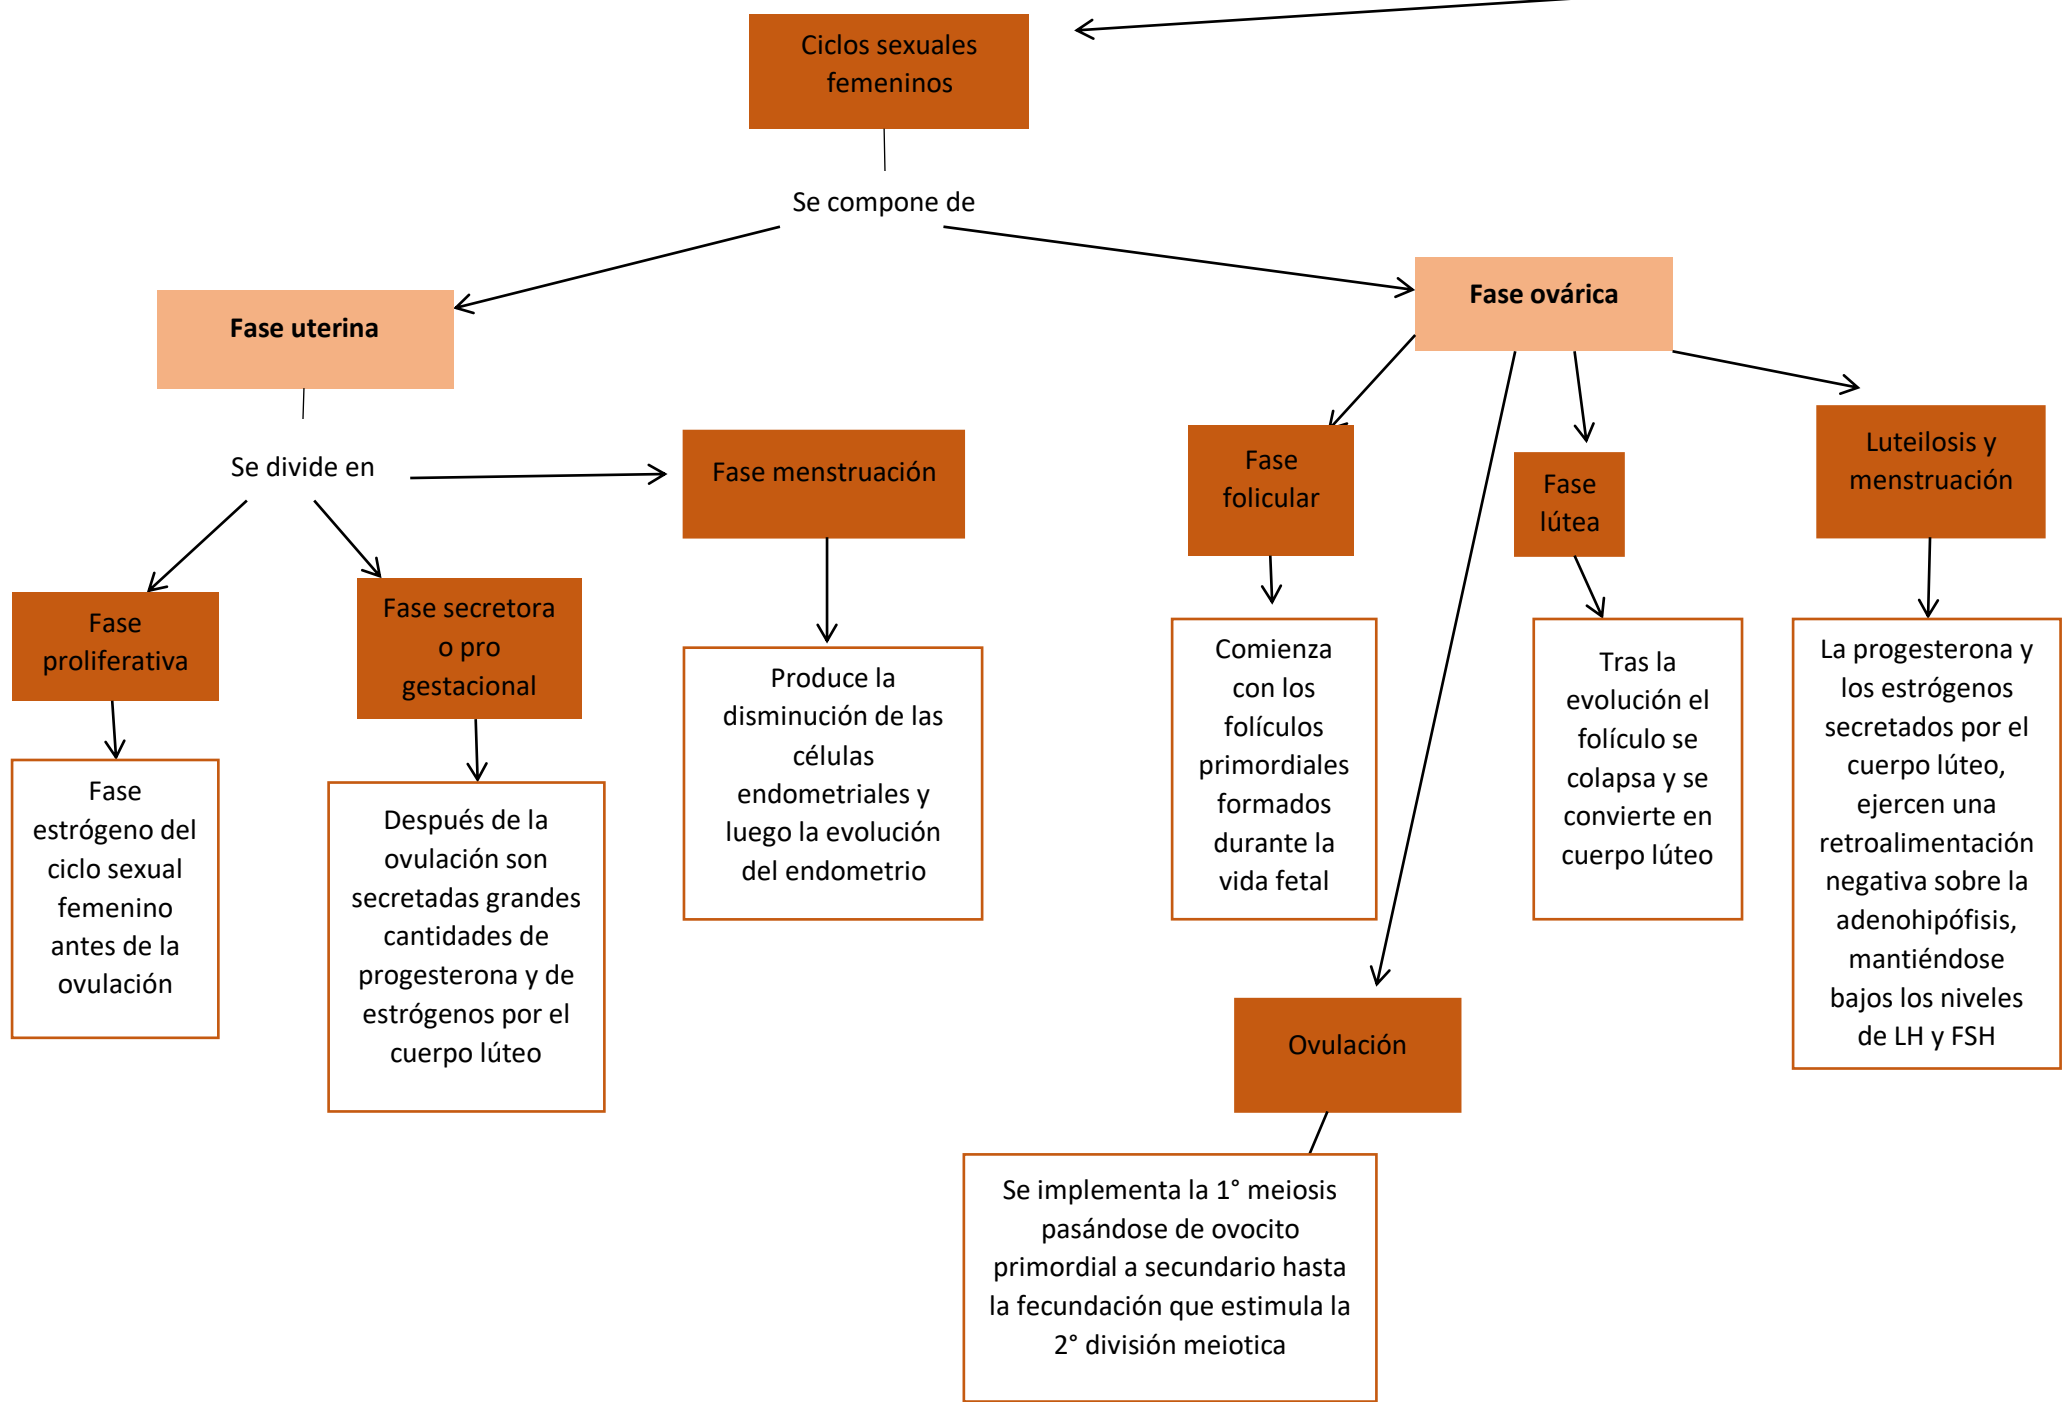 Ciclos sexuales
femeninos
Se compone de
Fase uterina
Fase ovárica
Se divide en
Fase menstruación
Fase
folicular
Fase
lútea
Luteilosis y
menstruación
Fase
proliferativa
Fase secretora
o pro
gestacional
Produce la
disminución de las
células
endometriales y
luego la evolución
del endometrio
Comienza
con los
folículos
primordiales
formados
durante la
vida fetal
Tras la
evolución el
folículo se
colapsa y se
convierte en
cuerpo lúteo
La progesterona y
los estrógenos
secretados por el
cuerpo lúteo,
ejercen una
retroalimentación
negativa sobre la
adenohipófisis,
mantiéndose
bajos los niveles
de LH y FSH
Fase
estrógeno del
ciclo sexual
femenino
antes de la
ovulación
Después de la
ovulación son
secretadas grandes
cantidades de
progesterona y de
estrógenos por el
cuerpo lúteo
Ovulación
Se implementa la 1° meiosis
pasándose de ovocito
primordial a secundario hasta
la fecundación que estimula la
2° división meiotica